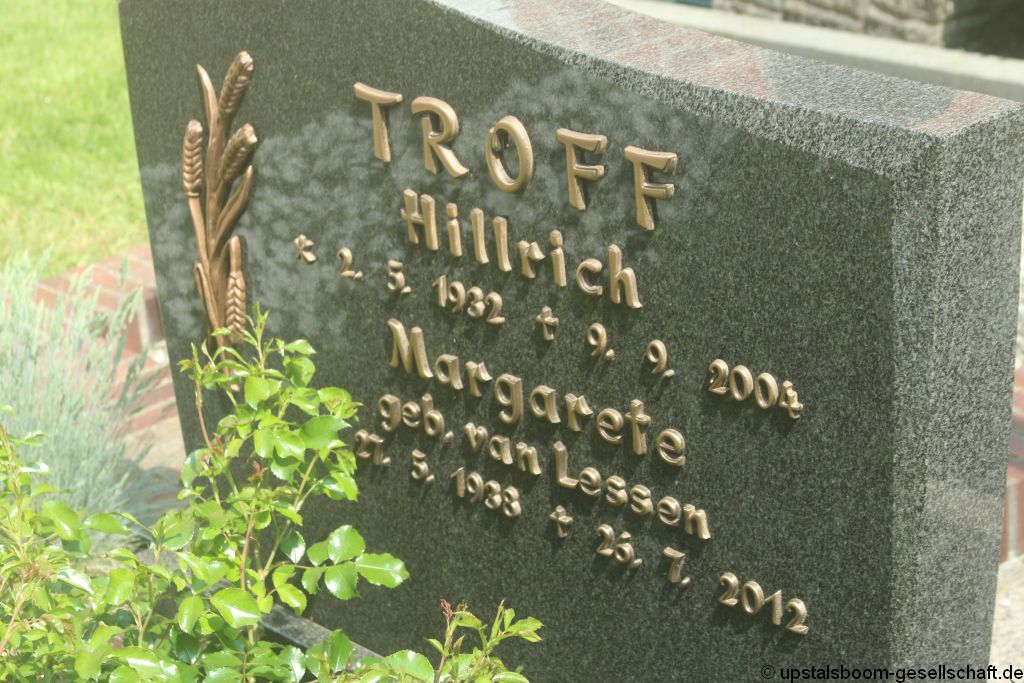 TROFF
Hillrich
* 2. 5. 1932 † 9. 9. 2004
Margarete
geb. van Lessen
27. 5. 1938 † 26. 7. 2012
© upstalsboom-gesellschaft.de